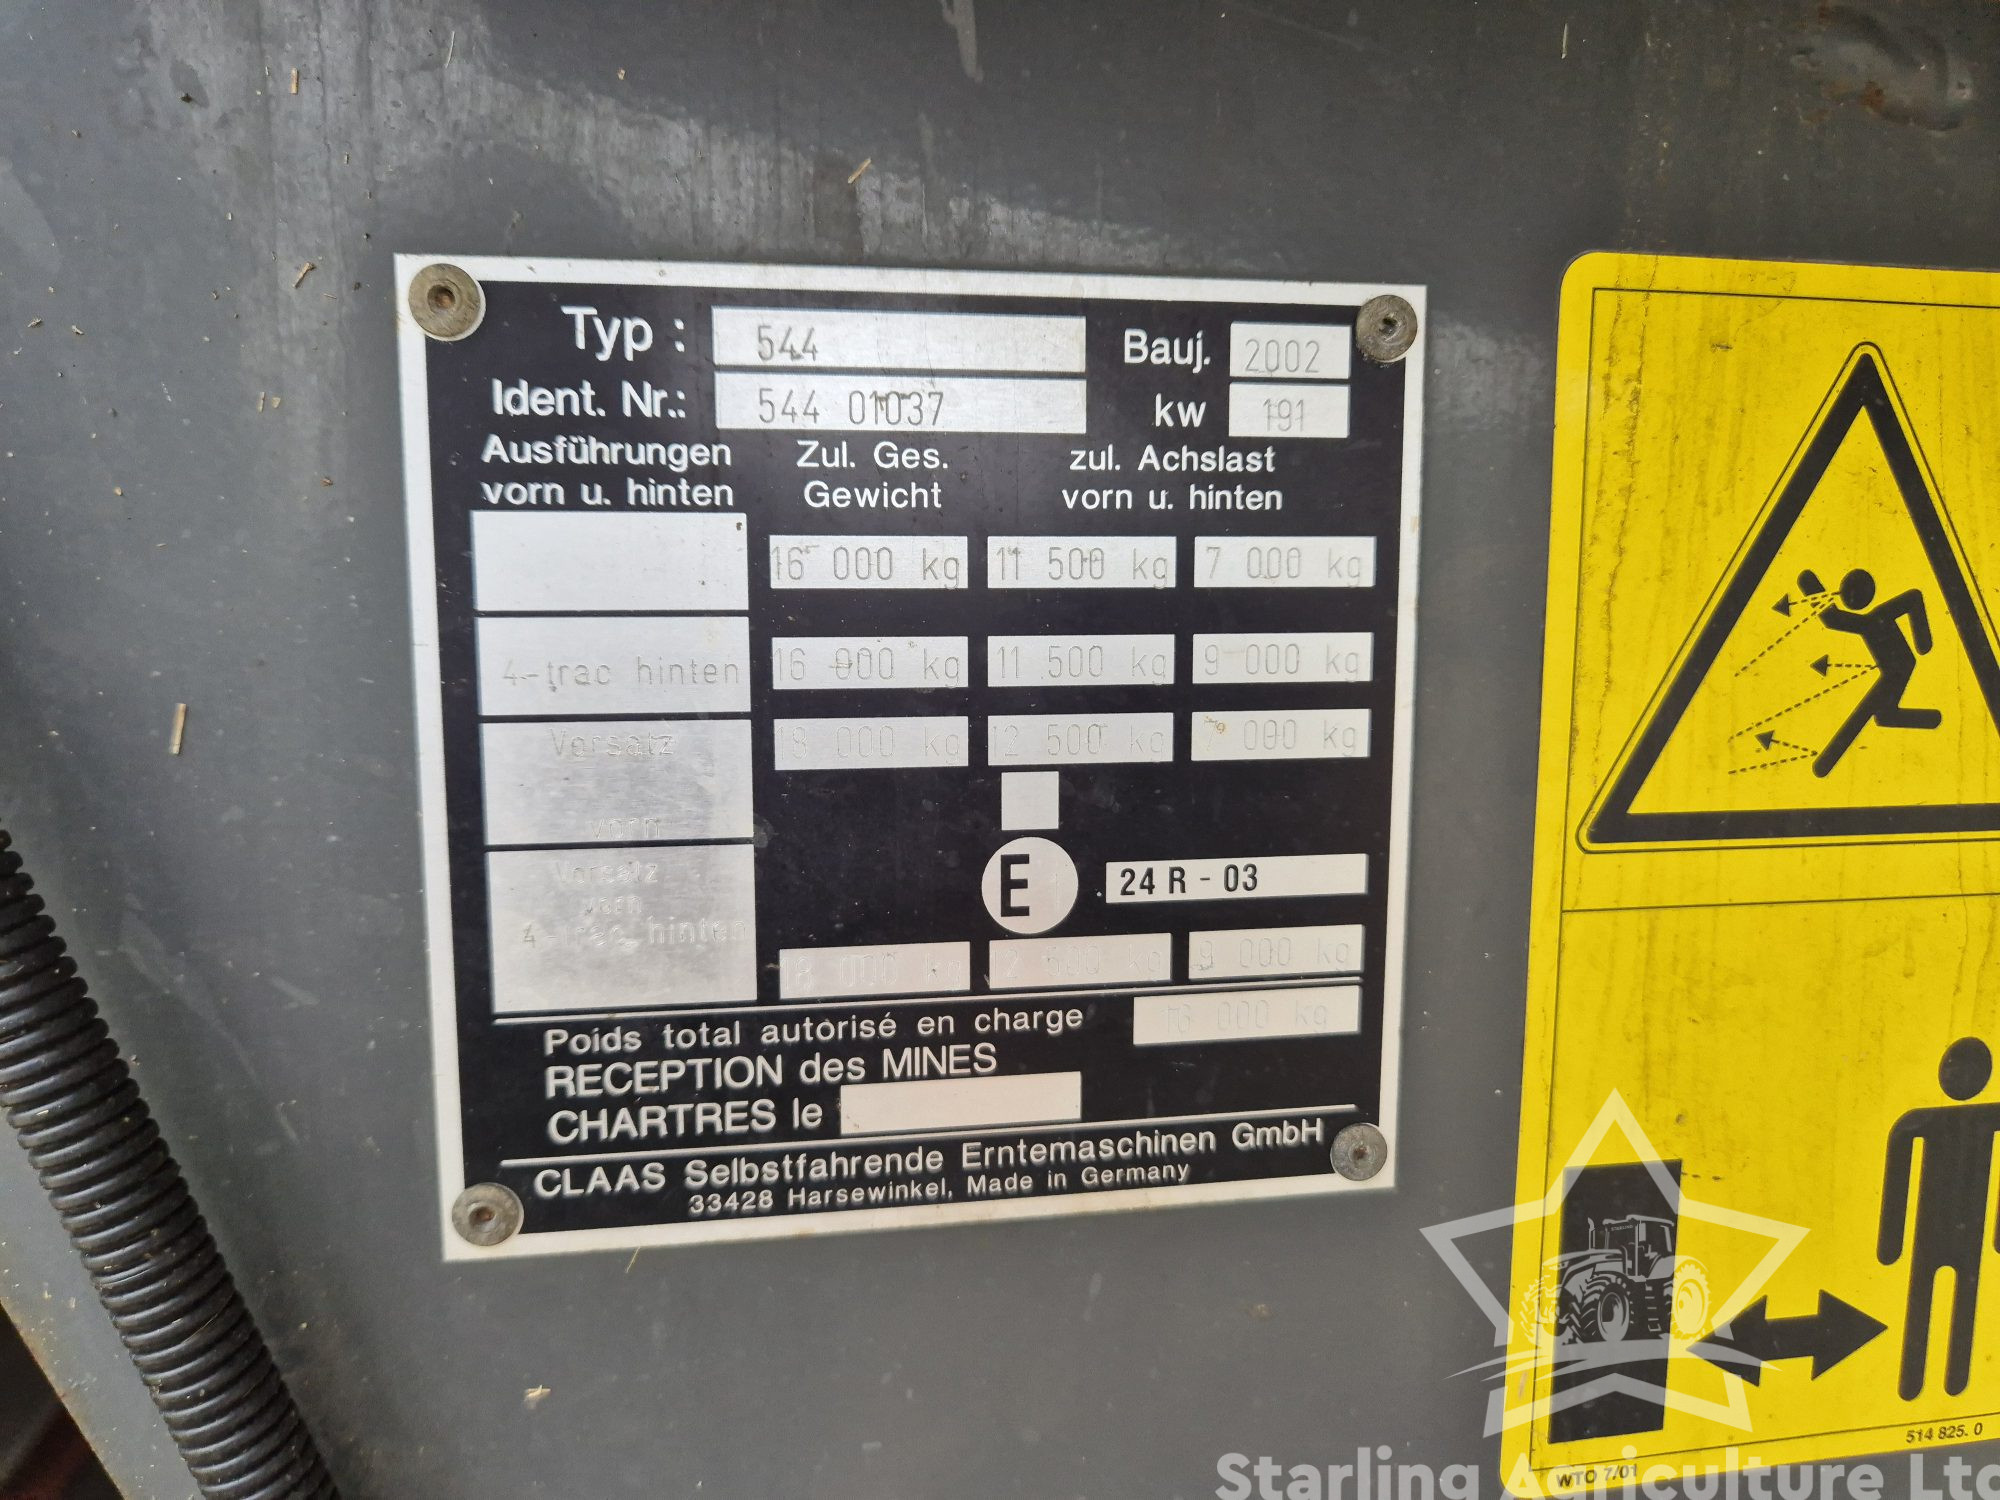 Typ : 544 Bauj. 2002
Ident. Nr.: 544 01037 kw 191
Ausführungen vorn u. hinten
Zul. Ges. Gewicht
zul. Achslast vorn u. hinten
16 000 kg 11 500 kg 7 000 kg
4-trac hinten 16 000 kg 11 500 kg 9 000 kg
Vorsatz 18 000 kg 12 500 kg 7 000 kg
vorn
E1 24 R - 03
Vorsatz
vorn
4-trac hinten
18 000 kg 12 500 kg 9 000 kg
Poids total autorisé en charge 16 000 kg
RECEPTION des MINES
CHARTRES le
CLAAS Selbstfahrende Erntemaschinen GmbH
33428 Harsewinkel, Made in Germany
514 825. 0
WTO 7/01
Starling Agriculture Ltd